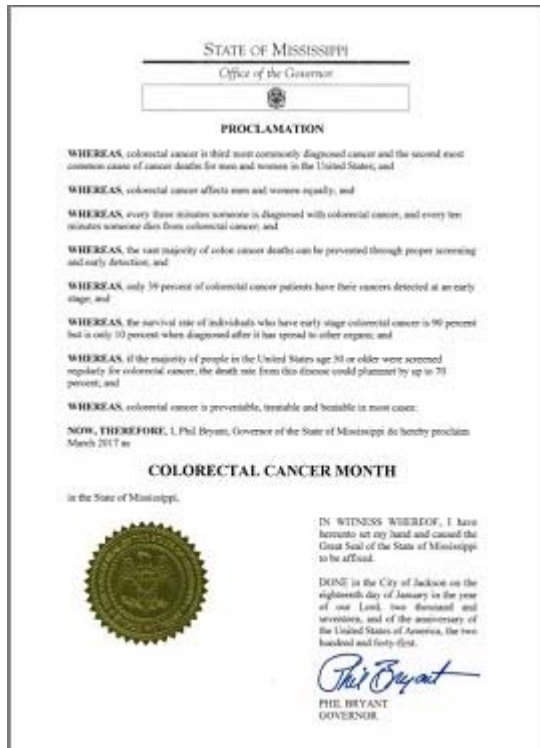 STATE OF MISSISSIPPI
Office of the Governor
PROCLAMATION
WHEREAS, colorectal cancer is third most commonly diagnosed cancer and the second most
common cause of cancer deaths for men and women in the United States; and
WHEREAS, colorectal cancer affects men and women equally; and
WHEREAS, every three minutes someone is diagnosed with colorectal cancer, and every ten
minutes someone dies from colorectal cancer; and
WHEREAS, the vast majority of colon cancer deaths can be prevented through proper screening
and early detection; and
WHEREAS, only 39 percent of colorectal cancer patients have their cancers detected at an early
stage; and
WHEREAS, the survival rate of individuals who have early stage colorectal cancer is 90 percent
but is only 10 percent when diagnosed after it has spread to other organs; and
WHEREAS, if the majority of people in the United States age 50 or older were screened
regularly for colorectal cancer, the death rate from this disease could plummet by up to 70
percent; and
WHEREAS, colorectal cancer is preventable, treatable and beatable in most cases:
NOW, THEREFORE, I, Phil Bryant, Governor of the State of Mississippi do hereby proclaim
March 2017 as
COLORECTAL CANCER MONTH
in the State of Mississippi.
IN WITNESS WHEREOF, I have
hereunto set my hand and caused the
Great Seal of the State of Mississippi
to be affixed.
DONE in the City of Jackson on the
eighteenth day of January in the year
of our Lord, two thousand and
seventeen, and of the anniversary of
the United States of America, the two
hundred and forty-first.
Phil Bryant
PHIL BRYANT
GOVERNOR